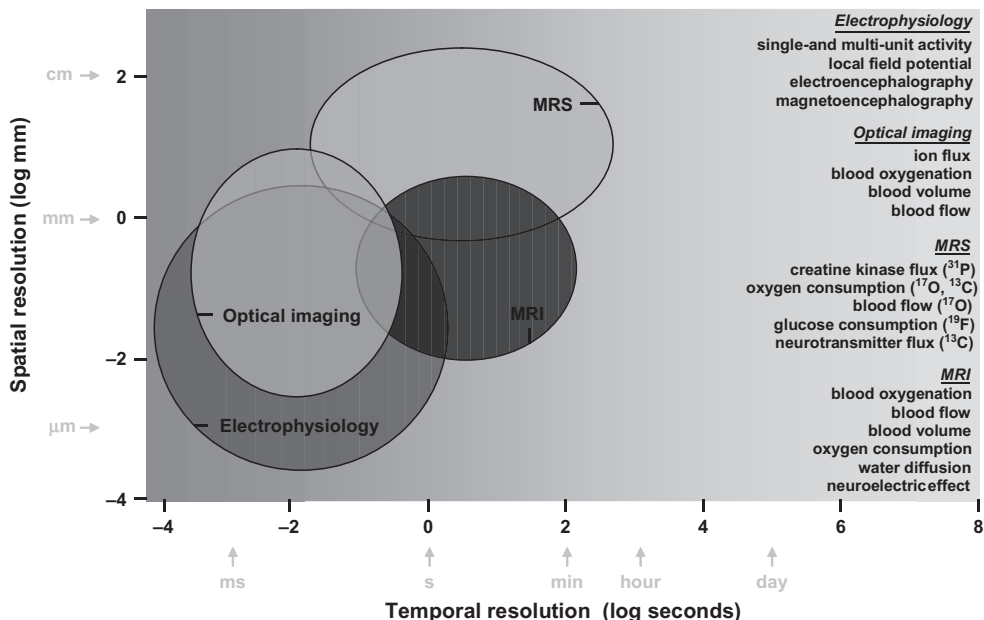 Spatial resolution (log mm)
cm
2
mm
0
–2
µm
–4
MRS
MRI
Optical imaging
Electrophysiology
Electrophysiology
single-and multi-unit activity
local field potential
electroencephalography
magnetoencephalography
Optical imaging
ion flux
blood oxygenation
blood volume
blood flow
MRS
creatine kinase flux (³¹P)
oxygen consumption (¹⁷O, ¹³C)
blood flow (¹⁷O)
glucose consumption (¹⁹F)
neurotransmitter flux (¹³C)
MRI
blood oxygenation
blood flow
blood volume
oxygen consumption
water diffusion
neuroelectric effect
–4 –2 0 2 4 6 8
ms s min hour day
Temporal resolution (log seconds)